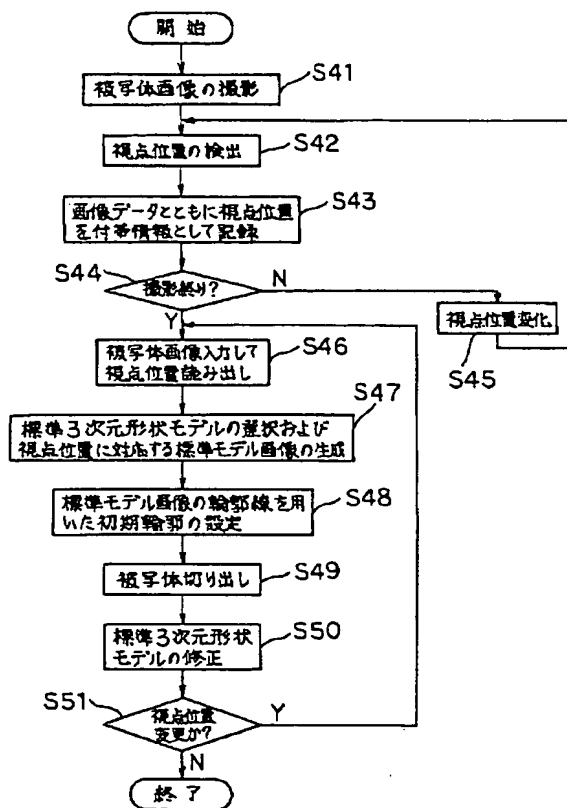 開始
被写体画像の撮影
S41
視点位置の検出
S42
画像データとともに視点位置
を付帯情報として記録
S43
S44
撮影終り?
N
Y
視点位置変化
S45
被写体画像入力して
視点位置読み出し
S46
標準3次元形状モデルの選択および
視点位置に対応する標準モデル画像の生成
S47
標準モデル画像の輪郭線を用
いた初期輪郭の設定
S48
被写体切り出し
S49
標準3次元形状
モデルの修正
S50
S51
視点位置
変更か?
Y
N
終了